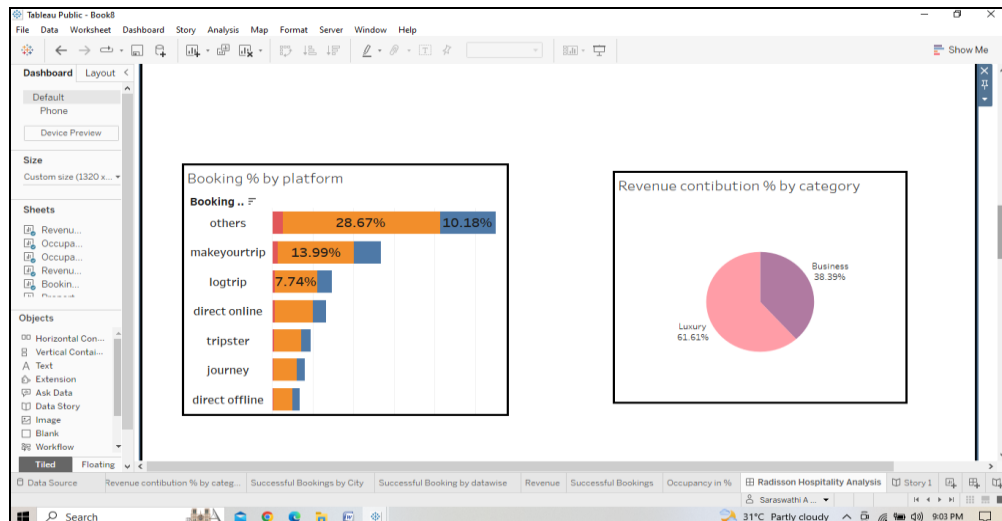 Tableau Public - Book8
File Data Worksheet Dashboard Story Analysis Map Format Server Window Help
Show Me
Dashboard Layout
Default
Phone
Device Preview
Size
Custom size (1320 x...
Sheets
Revenu...
Occupa...
Occupa...
Revenu...
Bookin...
Objects
Horizontal Con...
Vertical Contai...
Text
Extension
Ask Data
Data Story
Image
Blank
Workflow
Tiled Floating
Booking % by platform
Booking ..
others 28.67% 10.18%
makeyourtrip 13.99%
logtrip 7.74%
direct online
tripster
journey
direct offline
Revenue contibution % by category
Business
38.39%
Luxury
61.61%
Data Source Revenue contibution % by categ... Successful Bookings by City Successful Booking by datawise Revenue Successful Bookings Occupancy in % Radisson Hospitality Analysis Story 1
Saraswathi A ...
Search 31°C Partly cloudy 9:03 PM